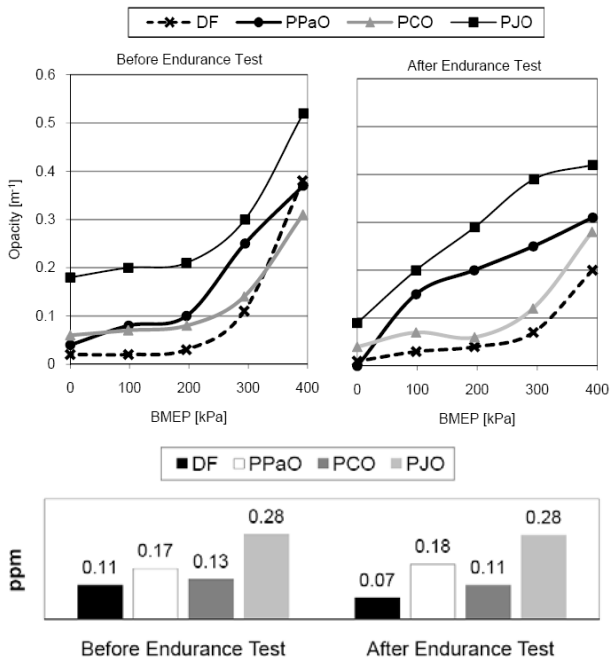 DF PPaO PCO PJO
Before Endurance Test
After Endurance Test
0.6
0.5
0.4
0.3
0.2
0.1
0
Opacity [m⁻¹]
0 100 200 300 400
BMEP [kPa]
0 100 200 300 400
BMEP [kPa]
DF PPaO PCO PJO
ppm
0.11 0.17 0.13 0.28
0.07 0.18 0.11 0.28
Before Endurance Test
After Endurance Test